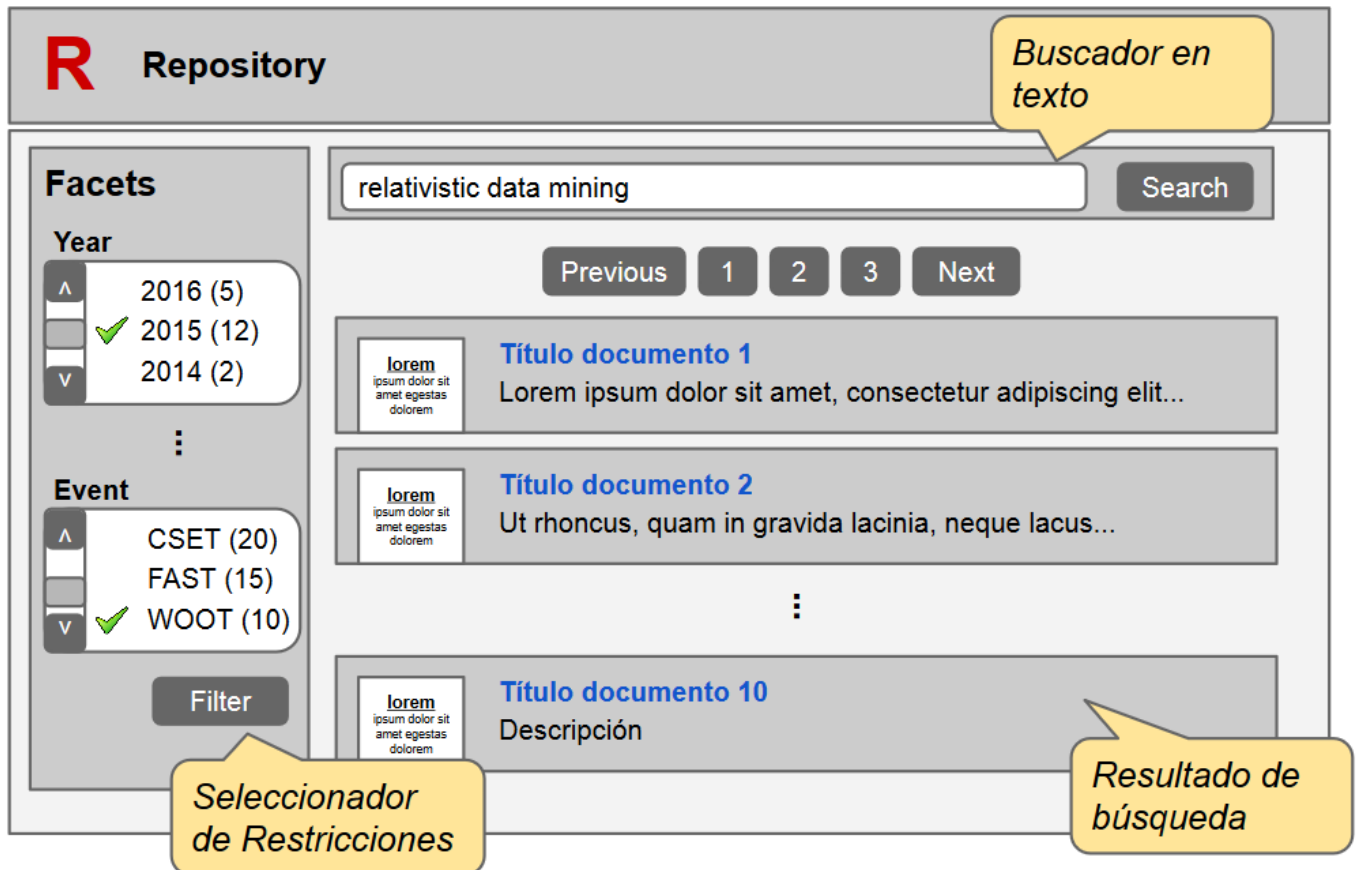 R Repository
Buscador en
texto
Facets
relativistic data mining
Search
Year
^ 2016 (5)
2015 (12)
v 2014 (2)
Previous 1 2 3 Next
lorem
ipsum dolor sit
amet egestas
dolorem
Título documento 1
Lorem ipsum dolor sit amet, consectetur adipiscing elit...
⋮
Event
^ CSET (20)
FAST (15)
v WOOT (10)
Filter
Seleccionador
de Restricciones
lorem
ipsum dolor sit
amet egestas
dolorem
Título documento 2
Ut rhoncus, quam in gravida lacinia, neque lacus...
⋮
lorem
ipsum dolor sit
amet egestas
dolorem
Título documento 10
Descripción
Resultado de
búsqueda